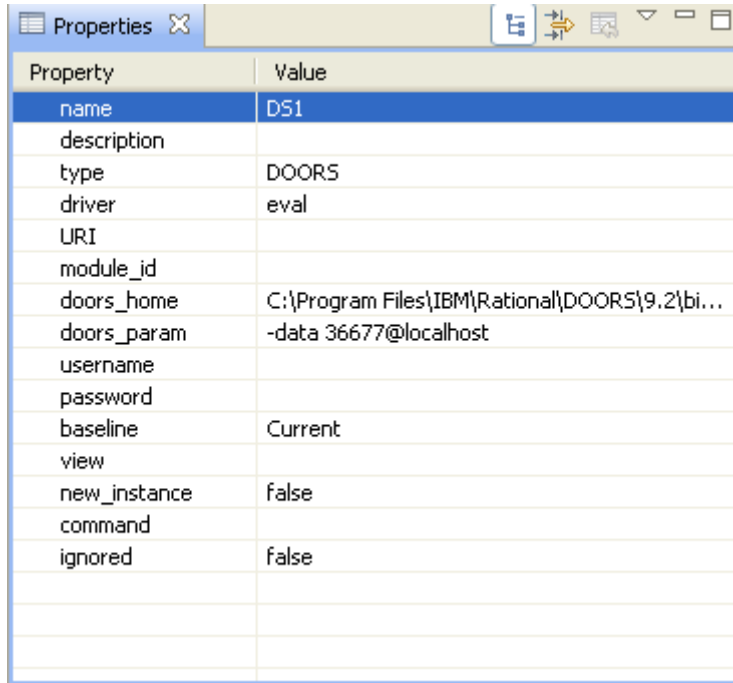 Properties
Property Value
name DS1
description
type DOORS
driver eval
URI
module_id
doors_home C:\Program Files\IBM\Rational\DOORS\9.2\bi...
doors_param -data 36677@localhost
username
password
baseline Current
view
new_instance false
command
ignored false